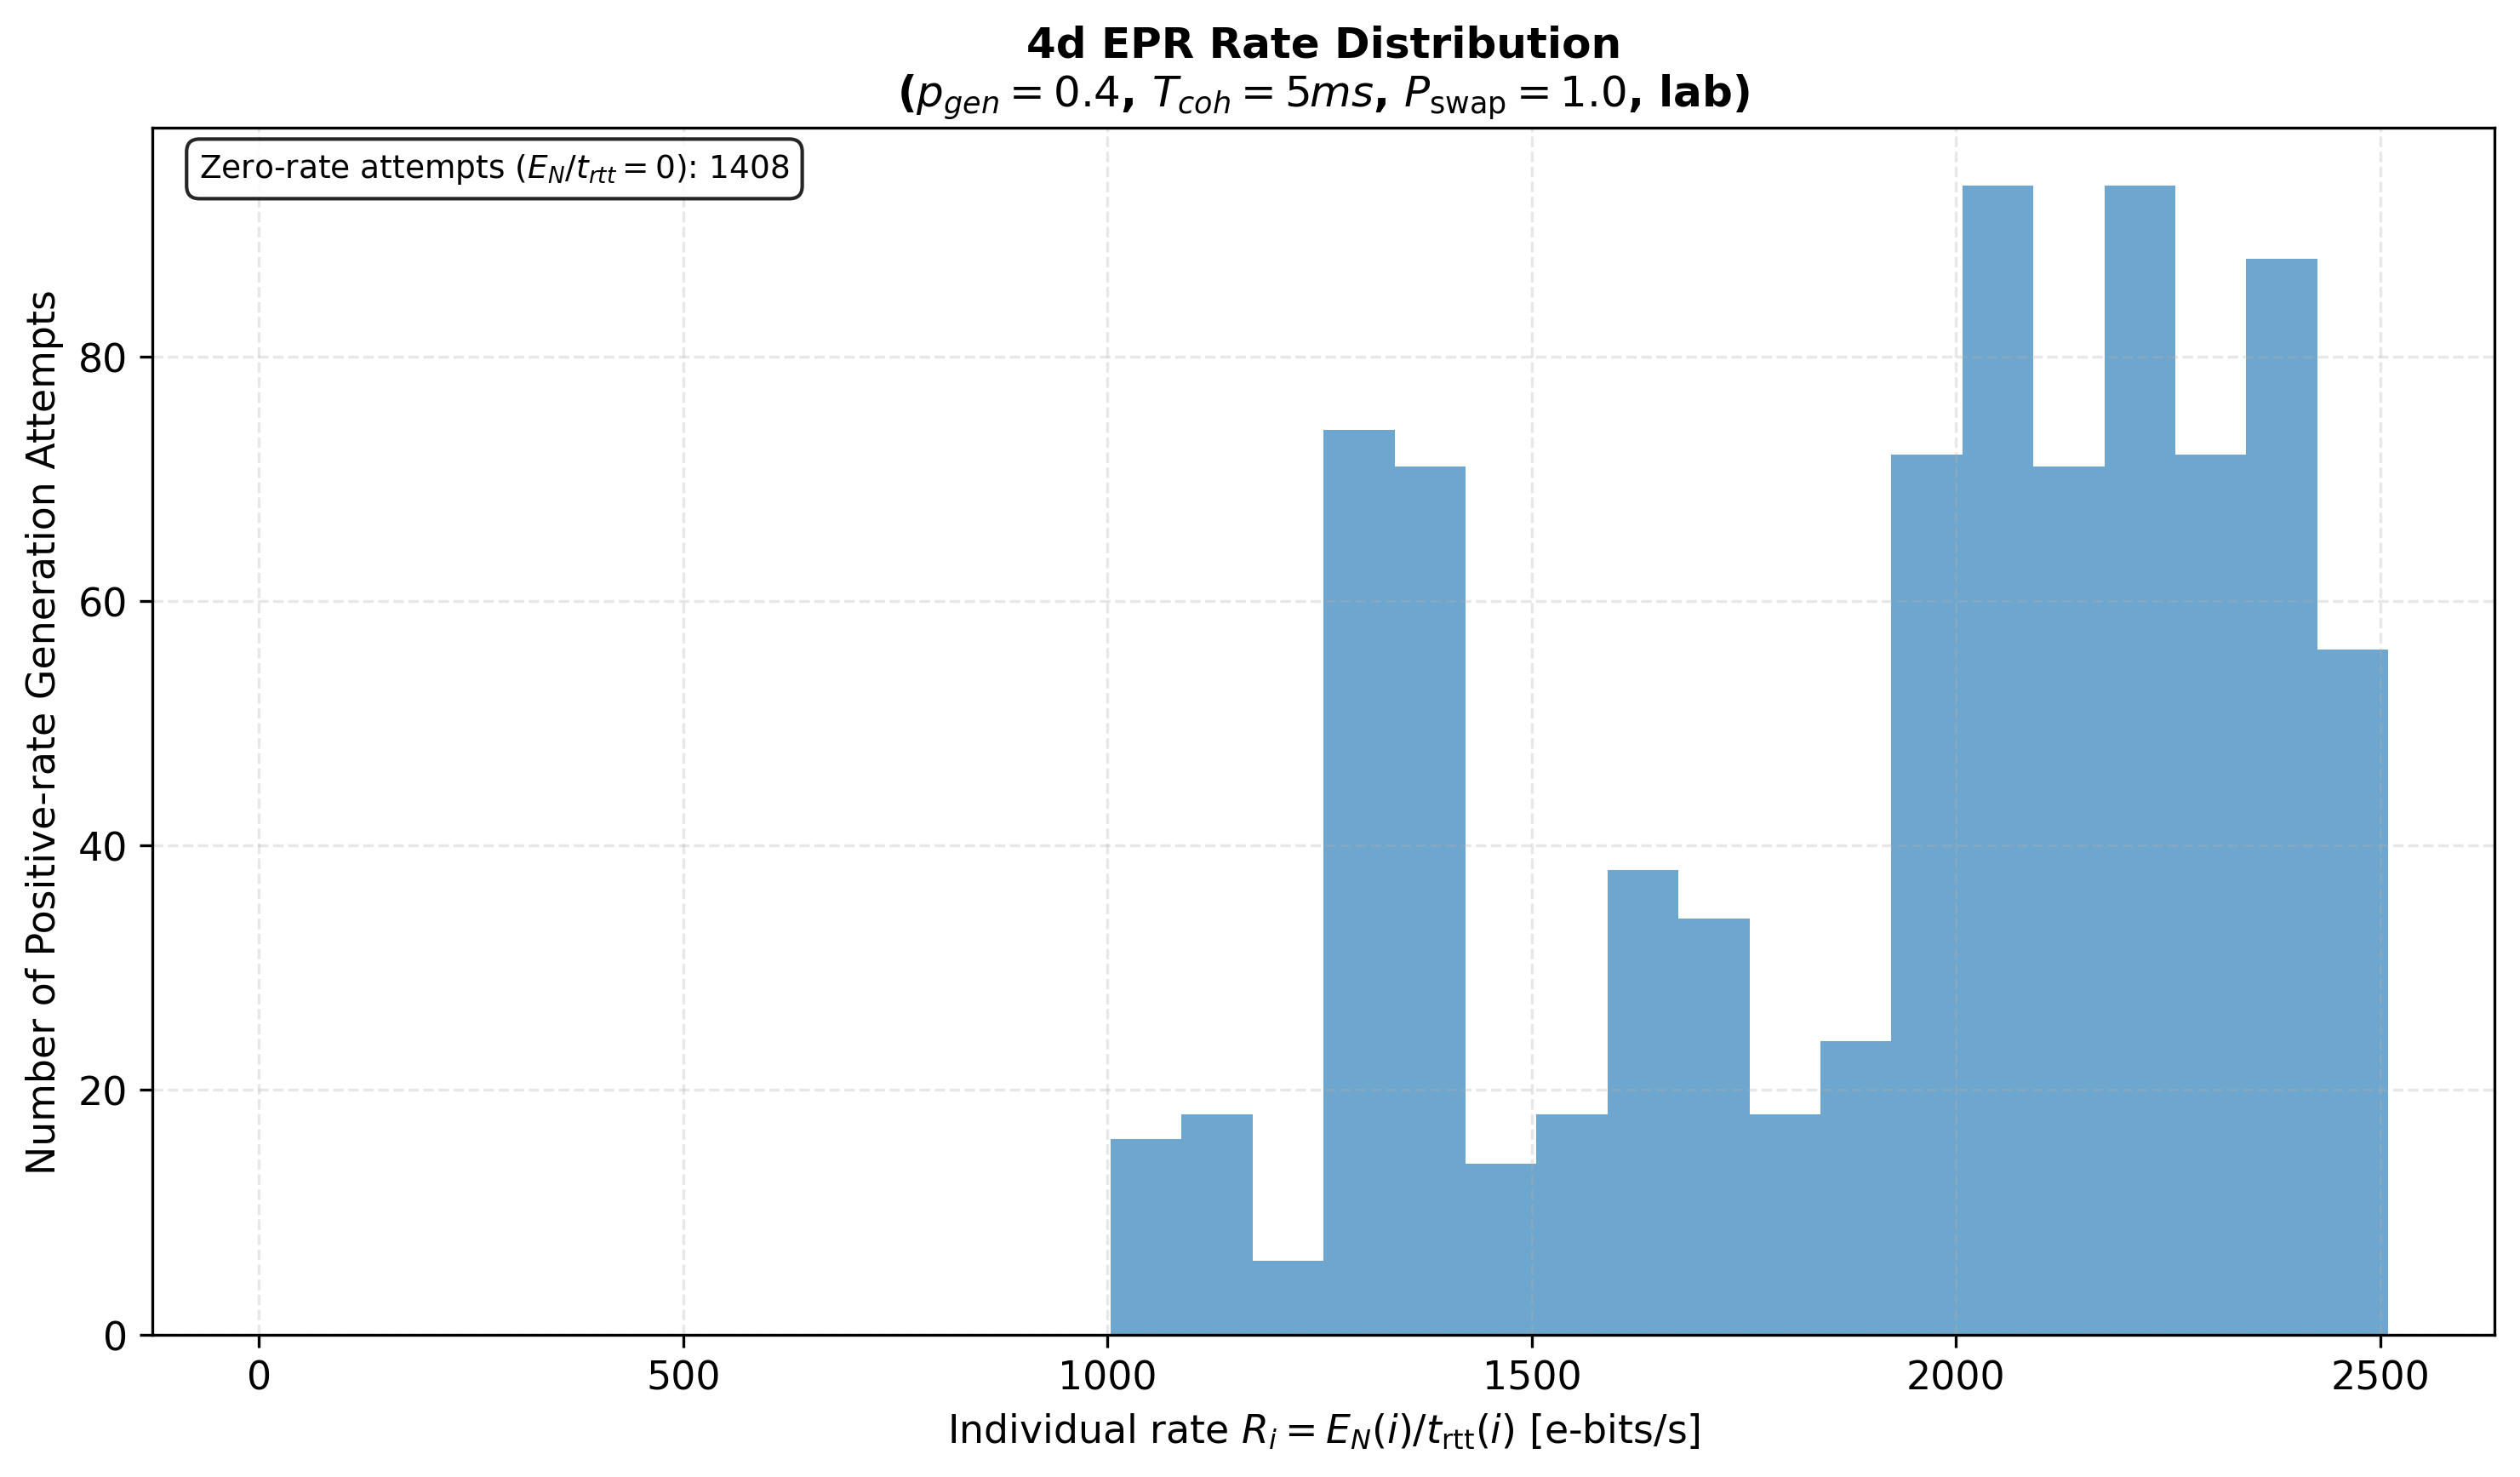 4d EPR Rate Distribution
(p_gen = 0.4, T_coh = 5ms, P_swap = 1.0, lab)
Zero-rate attempts (E_N/t_rtt = 0): 1408
Number of Positive-rate Generation Attempts
80
60
40
20
0
0 500 1000 1500 2000 2500
Individual rate R_i = E_N(i)/t_rtt(i) [e-bits/s]